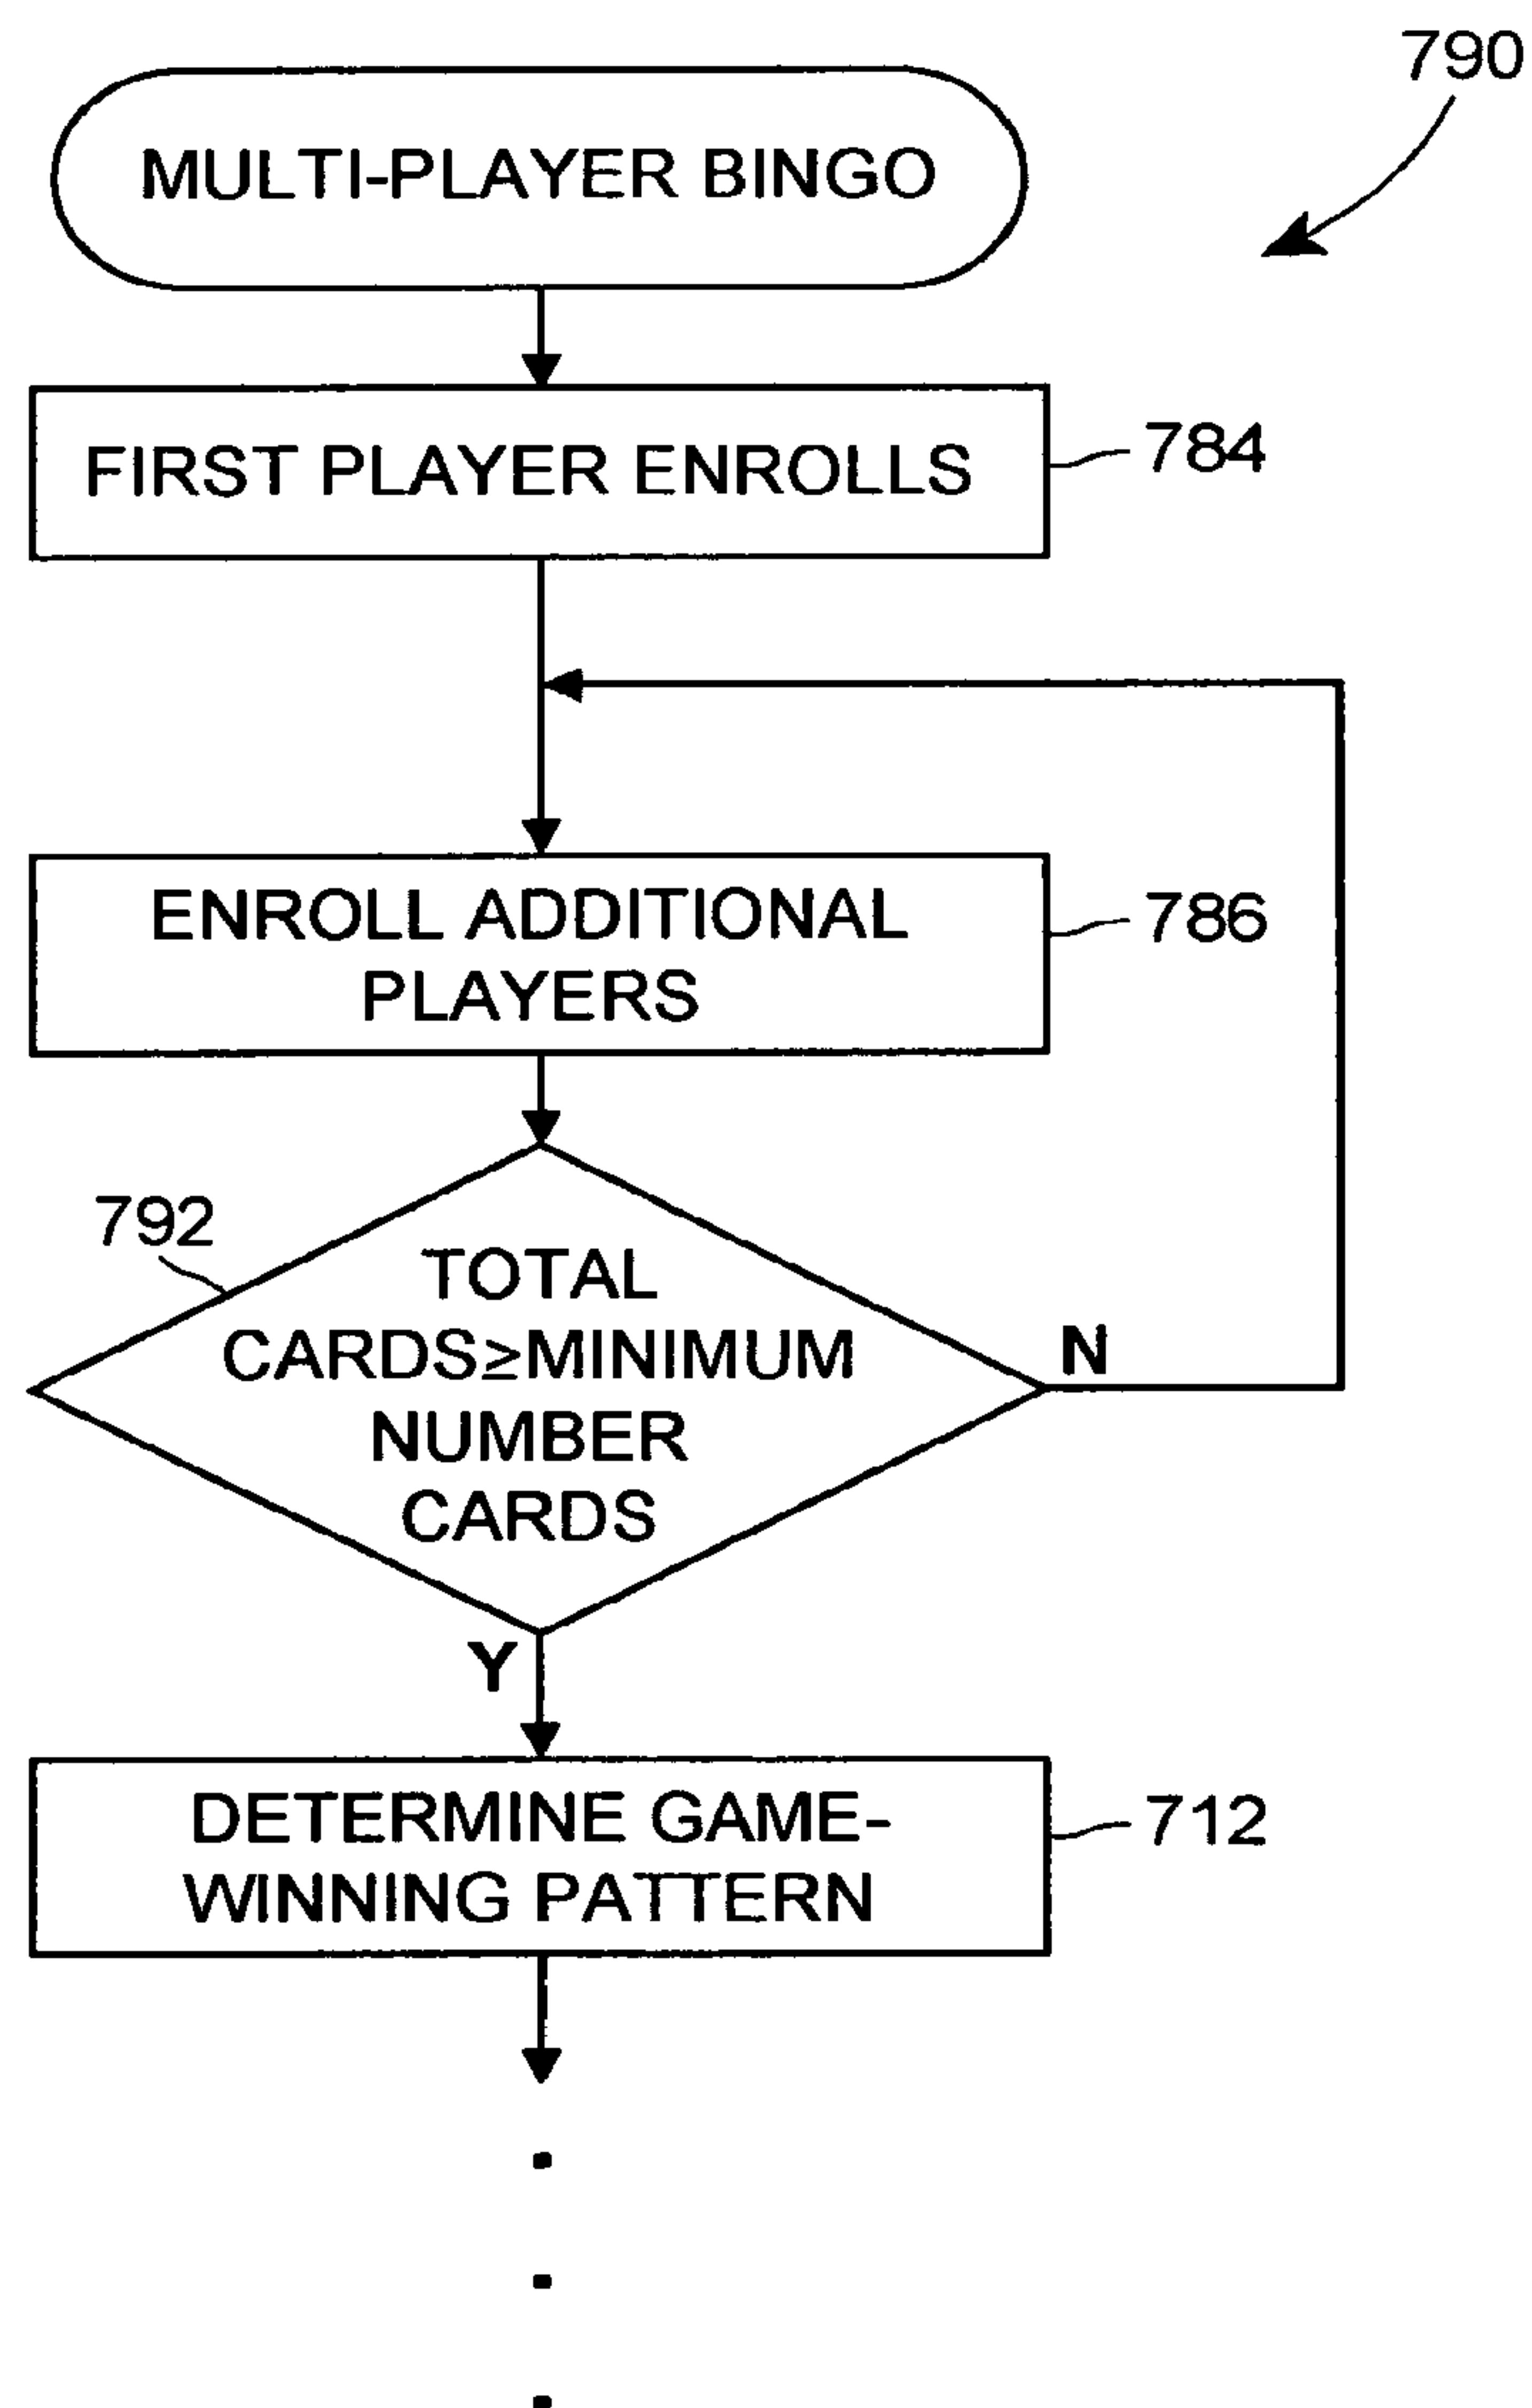 790
MULTI-PLAYER BINGO
FIRST PLAYER ENROLLS
784
ENROLL ADDITIONAL
PLAYERS
786
792
TOTAL
CARDS≥MINIMUM
NUMBER
CARDS
N
Y
DETERMINE GAME-
WINNING PATTERN
712